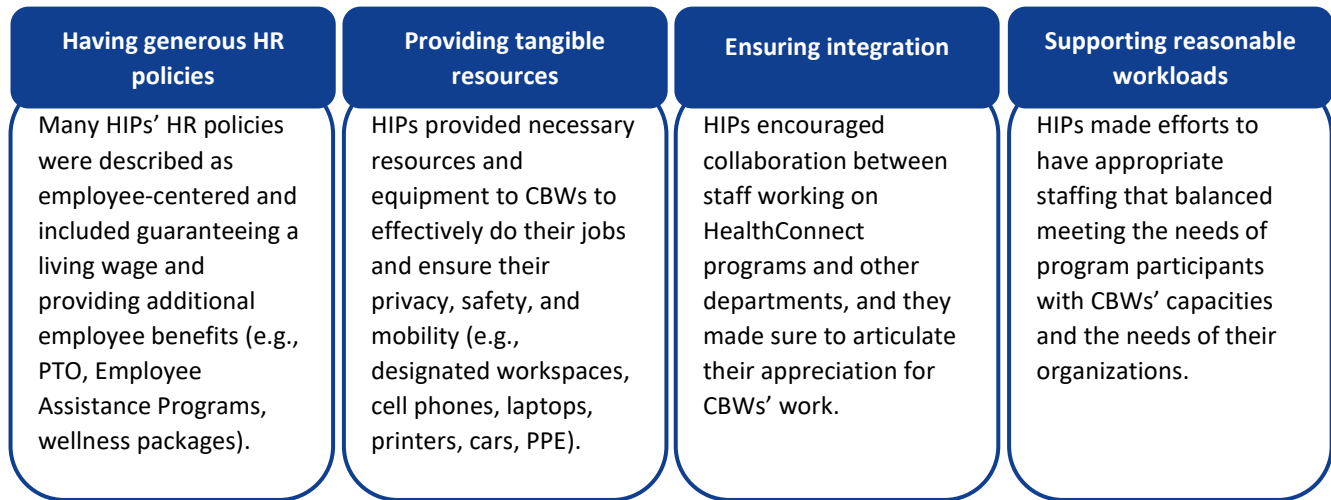 Having generous HR
policies
Many HIPs’ HR policies
were described as
employee-centered and
included guaranteeing a
living wage and
providing additional
employee benefits (e.g.,
PTO, Employee
Assistance Programs,
wellness packages).
Providing tangible
resources
HIPs provided necessary
resources and
equipment to CBWs to
effectively do their jobs
and ensure their
privacy, safety, and
mobility (e.g.,
designated workspaces,
cell phones, laptops,
printers, cars, PPE).
Ensuring integration
HIPs encouraged
collaboration between
staff working on
HealthConnect
programs and other
departments, and they
made sure to articulate
their appreciation for
CBWs’ work.
Supporting reasonable
workloads
HIPs made efforts to
have appropriate
staffing that balanced
meeting the needs of
program participants
with CBWs’ capacities
and the needs of their
organizations.